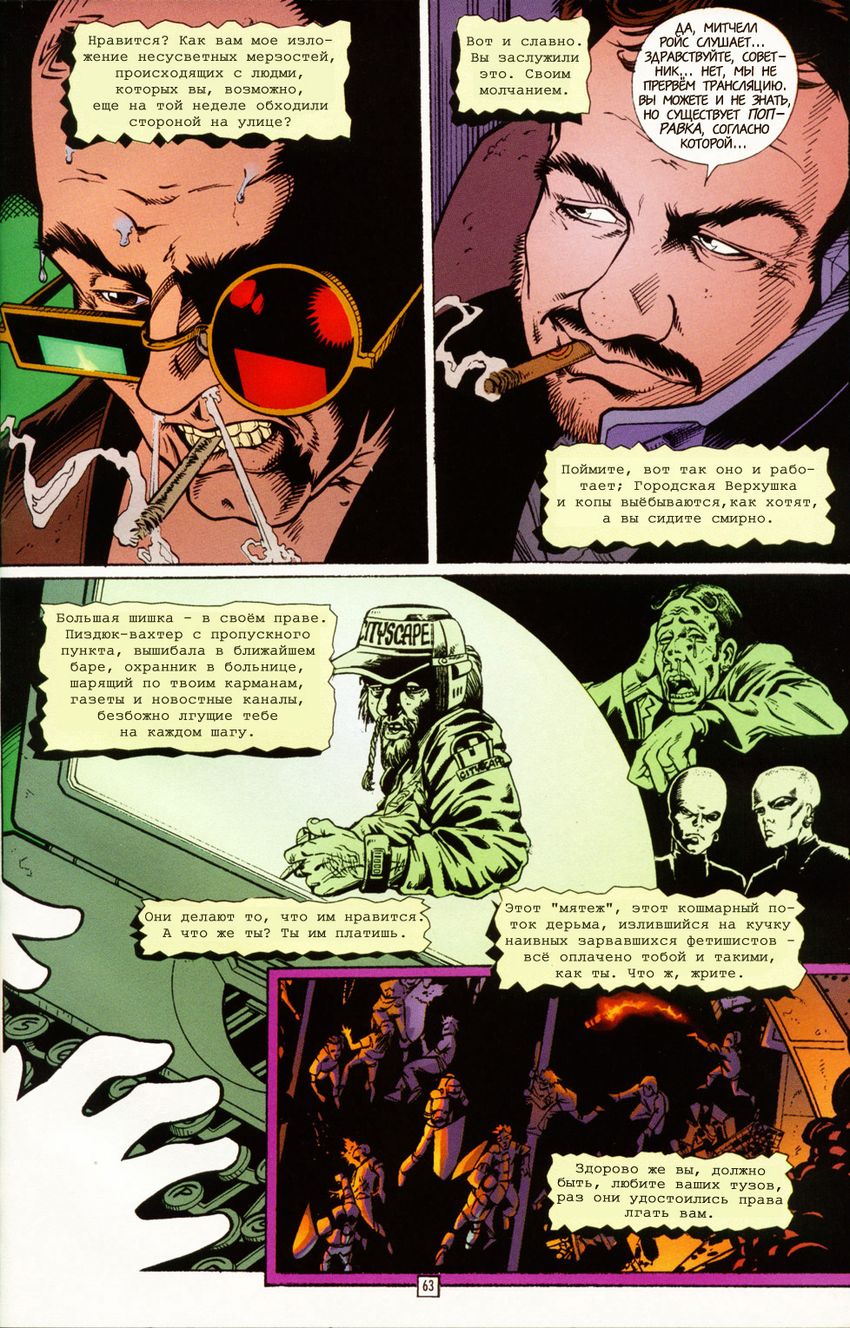 Нравится? Как вам мое изло-
жение несусветных мерзостей,
происходящих с людми,
которых вы, возможно,
еще на той неделе обходили
стороной на улице?
Вот и славно.
Вы заслужили
это. Своим
молчанием.
ДА, МИТЧЕЛЛ
РОЙС СЛУШАЕТ...
ЗДРАВСТВУЙТЕ, СОВЕТ-
НИК... НЕТ, МЫ НЕ
ПРЕРВЁМ ТРАНСЛЯЦИЮ.
ВЫ МОЖЕТЕ И НЕ ЗНАТЬ,
НО СУЩЕСТВУЕТ ПОП-
РАВКА, СОГЛАСНО
КОТОРОЙ...
Поймите, вот так оно и рабо-
тает; Городская Верхушка
и копы выёбываются,как хотят,
а вы сидите смирно.
Большая шишка - в своём праве.
Пиздюк-вахтер с пропускного
пункта, вышибала в ближайшем
баре, охранник в больнице,
шарящий по твоим карманам,
газеты и новостные каналы,
безбожно лгущие тебе
на каждом шагу.
CITYSCAPE
CITYSCAPE
Они делают то, что им нравится.
А что же ты? Ты им платишь.
Этот "мятеж", этот кошмарный по-
ток дерьма, излившийся на кучку
наивных зарвавшихся фетишистов -
всё оплачено тобой и такими,
как ты. Что ж, жрите.
Здорово же вы, должно
быть, любите ваших тузов,
раз они удостоились права
лгать вам.
63